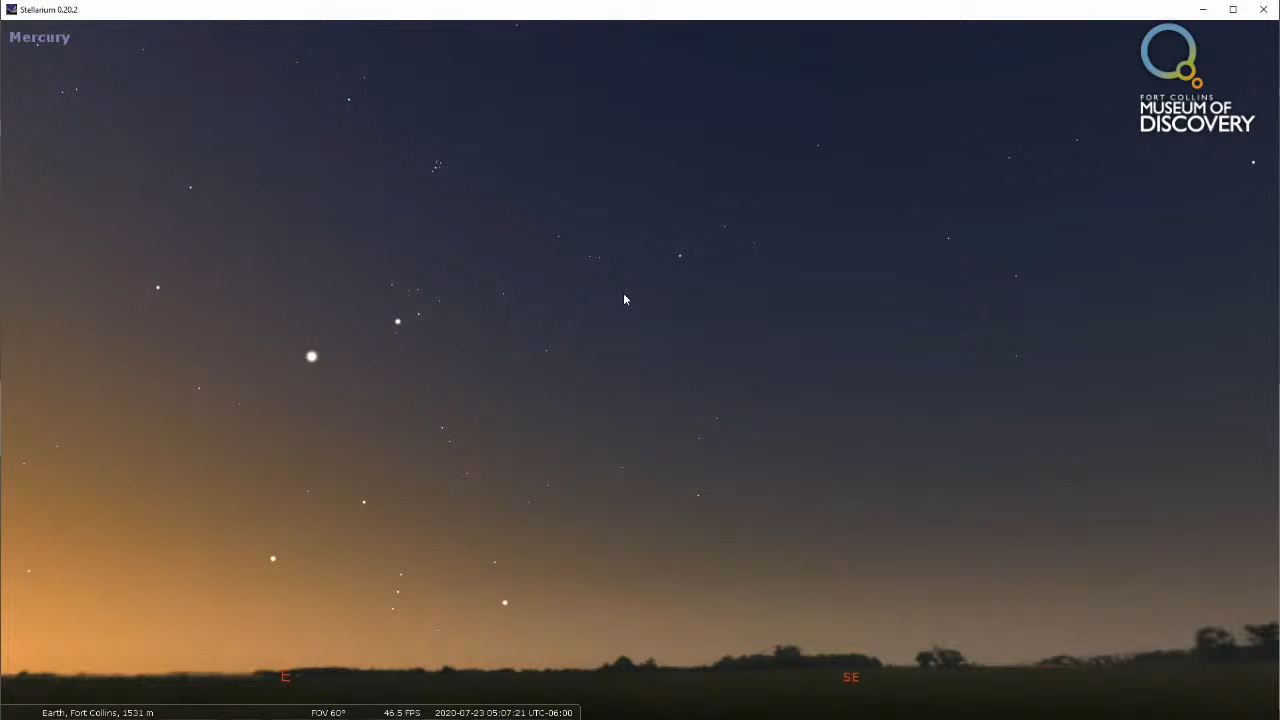 Stellarium 0.20.2
Mercury
FORT COLLINS
MUSEUM OF
DISCOVERY
E
SE
Earth, Fort Collins, 1531 m FOV 60° 46.5 FPS 2020-07-23 05:07:21 UTC-06:00